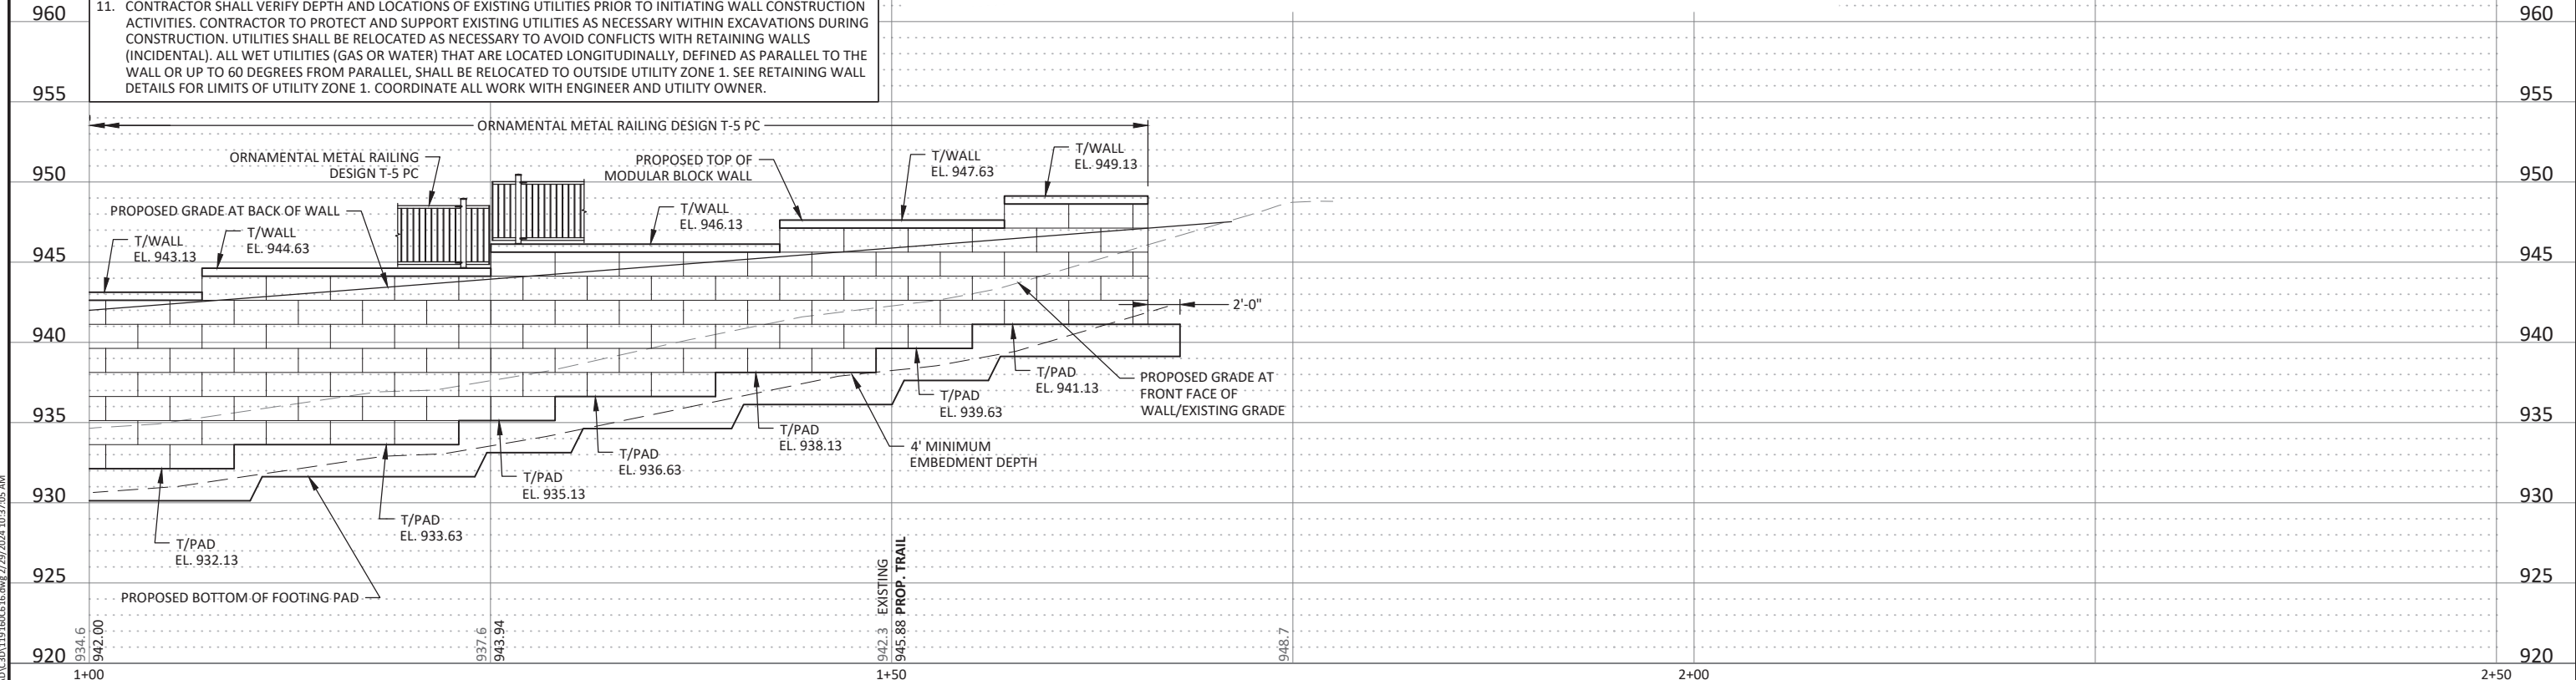 960
960
11. CONTRACTOR SHALL VERIFY DEPTH AND LOCATIONS OF EXISTING UTILITIES PRIOR TO INITIATING WALL CONSTRUCTION
ACTIVITIES. CONTRACTOR TO PROTECT AND SUPPORT EXISTING UTILITIES AS NECESSARY WITHIN EXCAVATIONS DURING
CONSTRUCTION. UTILITIES SHALL BE RELOCATED AS NECESSARY TO AVOID CONFLICTS WITH RETAINING WALLS
(INCIDENTAL). ALL WET UTILITIES (GAS OR WATER) THAT ARE LOCATED LONGITUDINALLY, DEFINED AS PARALLEL TO THE
WALL OR UP TO 60 DEGREES FROM PARALLEL, SHALL BE RELOCATED TO OUTSIDE UTILITY ZONE 1. SEE RETAINING WALL
DETAILS FOR LIMITS OF UTILITY ZONE 1. COORDINATE ALL WORK WITH ENGINEER AND UTILITY OWNER.
955
955
ORNAMENTAL METAL RAILING DESIGN T-5 PC
ORNAMENTAL METAL RAILING
DESIGN T-5 PC
PROPOSED TOP OF
MODULAR BLOCK WALL
T/WALL
EL. 947.63
T/WALL
EL. 949.13
950
950
PROPOSED GRADE AT BACK OF WALL
T/WALL
EL. 943.13
T/WALL
EL. 944.63
T/WALL
EL. 946.13
945
945
2'-0"
940
940
T/PAD
EL. 941.13
T/PAD
EL. 939.63
PROPOSED GRADE AT
FRONT FACE OF
WALL/EXISTING GRADE
935
935
T/PAD
EL. 938.13
4' MINIMUM
EMBEDMENT DEPTH
T/PAD
EL. 936.63
T/PAD
EL. 935.13
930
930
T/PAD
EL. 933.63
T/PAD
EL. 932.13
925
925
PROPOSED BOTTOM OF FOOTING PAD
EXISTING
PROP. TRAIL
934.6
942.00
937.6
943.94
942.3
945.88
948.7
920
920
1+00
1+50
2+00
2+50